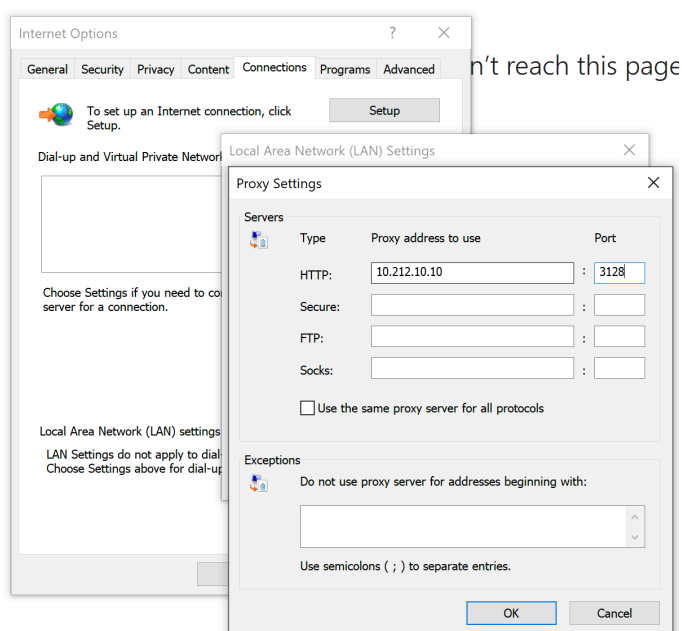 Internet Options
?
n't reach this page
General Security Privacy Content Connections Programs Advanced
To set up an Internet connection, click
Setup.
Setup
Dial-up and Virtual Private
Local Area Network (LAN) Settings
Proxy Settings
Servers
Type Proxy address to use Port
HTTP: 10.212.10.10 : 3128
Secure: :
FTP: :
Socks: :
Use the same proxy server for all protocols
Choose Settings if you need to
server for a connection.
Local Area Network (LAN) settings
LAN Settings do not apply to
Choose Settings above for
Exceptions
Do not use proxy server for addresses beginning with:
Use semicolons ( ; ) to separate entries.
OK Cancel